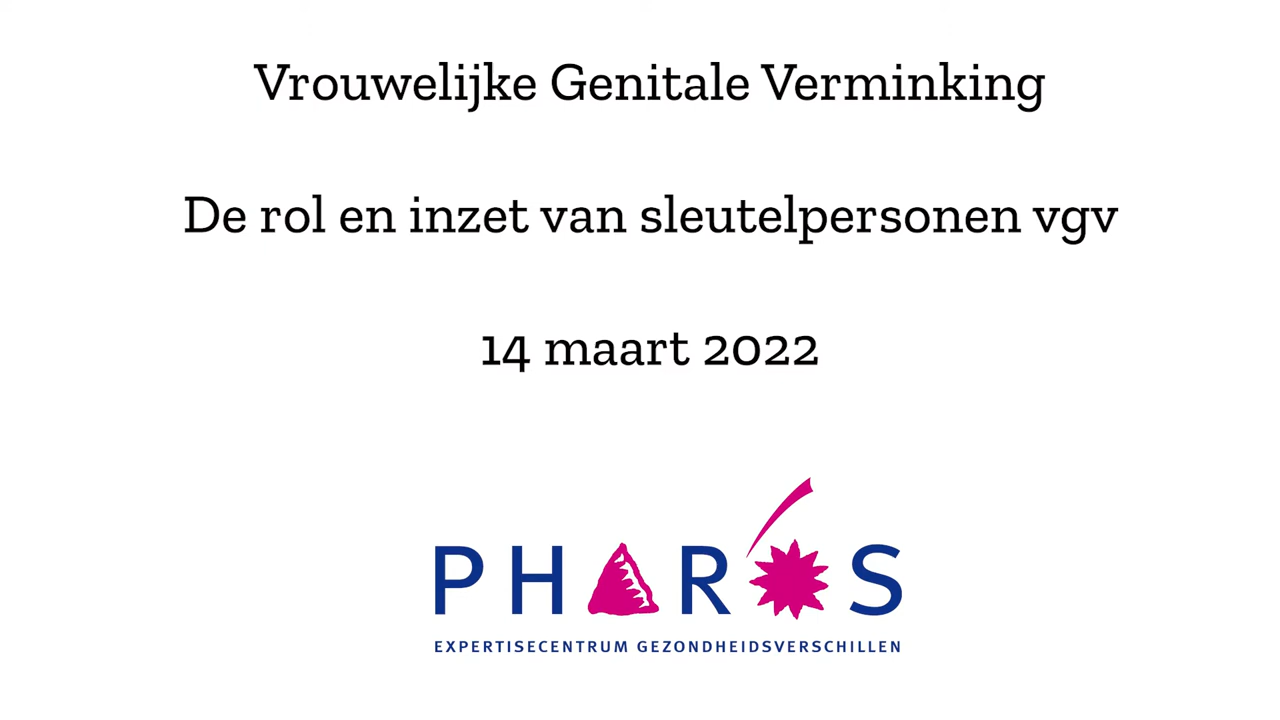 Vrouwelijke Genitale Verminking
De rol en inzet van sleutelpersonen vgv
14 maart 2022
PHAROS
EXPERTISECENTRUM GEZONDHEIDSVERSCHILLEN